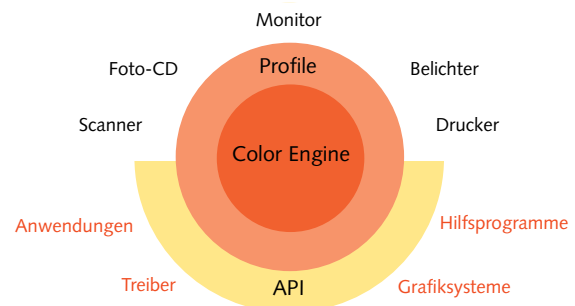 Monitor
Foto-CD
Profile
Belichter
Scanner
Color Engine
Drucker
Anwendungen
Hilfsprogramme
Treiber
API
Grafiksysteme